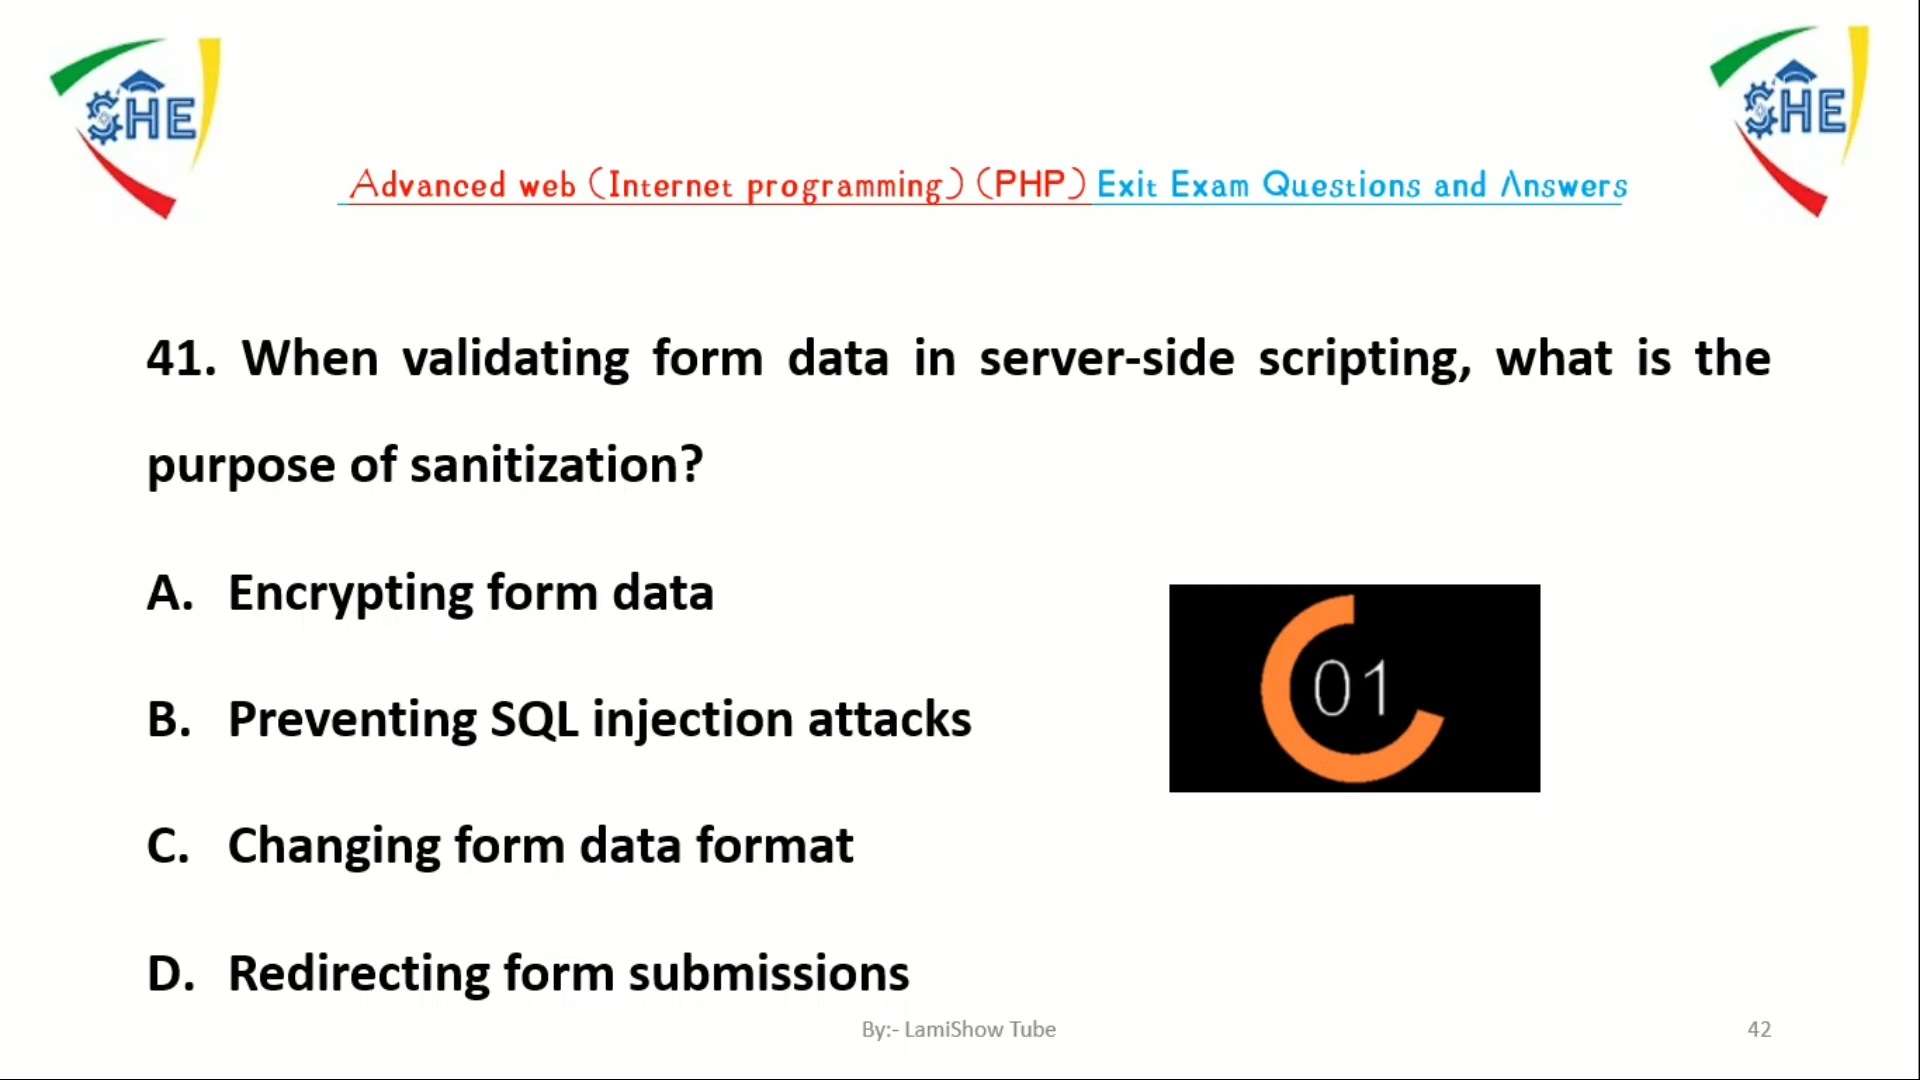 SHE
SHE
Advanced web (Internet programming) (PHP) Exit Exam Questions and Answers
41. When validating form data in server-side scripting, what is the
purpose of sanitization?
A. Encrypting form data
B. Preventing SQL injection attacks
01
C. Changing form data format
D. Redirecting form submissions
By:- LamiShow Tube
42